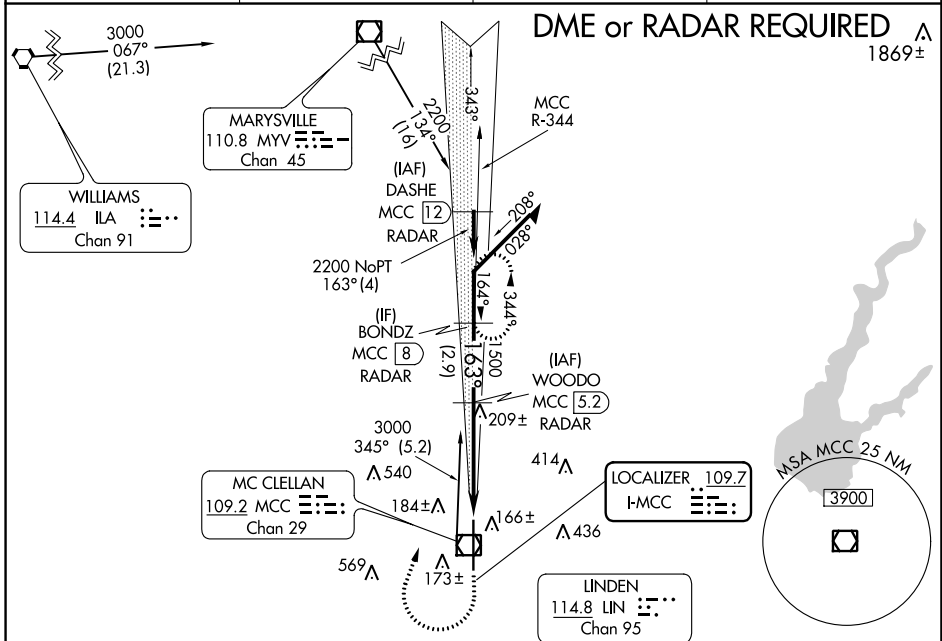 DME or RADAR REQUIRED
1869±
3000
067°
(21.3)
MARYSVILLE
110.8 MYV
Chan 45
WILLIAMS
114.4 ILA
Chan 91
2200
134°
(16)
343°
MCC
R-344
(IAF)
DASHE
MCC 12
RADAR
208°
028°
2200 NoPT
163° (4)
164°
344°
(IF)
BONDZ
MCC 8
RADAR
(2.9)
163°
1500
(IAF)
WOODO
MCC 5.2
RADAR
209±
3000
345° (5.2)
540
414
MC CLELLAN
109.2 MCC
Chan 29
184±
166±
LOCALIZER 109.7
I-MCC
436
569
173±
LINDEN
114.8 LIN
Chan 95
MSA MCC 25 NM
3900